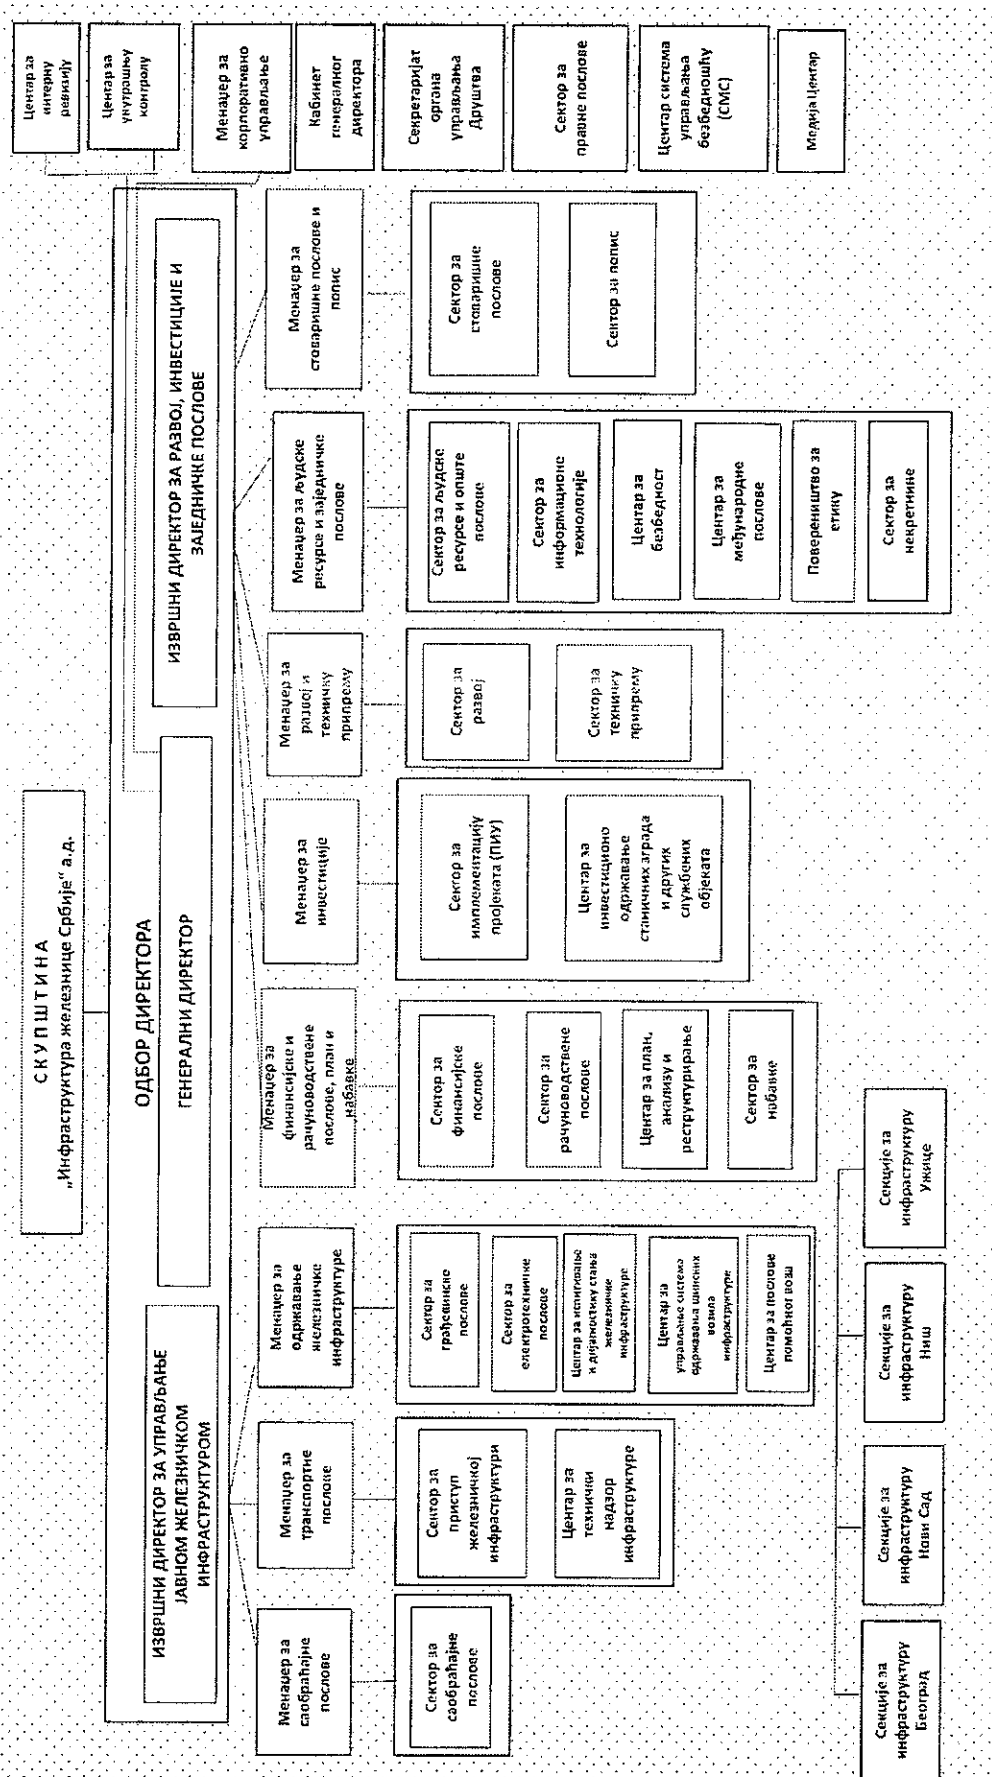 С К У П Ш Т И Н А
„Инфраструктура железнице Србије“ а.д.
ОДБОР ДИРЕКТОРА
ИЗВРШНИ ДИРЕКТОР ЗА УПРАВЉАЊЕ
ЈАВНОМ ЖЕЛЕЗНИЧКОМ
ИНФРАСТРУКТУРОМ
ГЕНЕРАЛНИ ДИРЕКТОР
ИЗВРШНИ ДИРЕКТОР ЗА РАЗВОЈ, ИНВЕСТИЦИЈЕ И
ЗАЈЕДНИЧКЕ ПОСЛОВЕ
Центар за
интерну
ревизију
Центар за
унутрашњу
контролу
Менаџер за
корпоративно
управљање
Кабинет
генералног
директора
Секретаријат
органа
управљања
Друштва
Сектор за
правне послове
Центар система
управљања
безбедношћу
(СМС)
Медија Центар
Менаџер за
саобраћајне
послове
Менаџер за
транспортне
послове
Менаџер за
одржавање
железничке
инфраструктуре
Менаџер за
финансијске и
рачуноводствене
послове, план и
набавке
Менаџер за
инвестиције
Менаџер за
развој и
техничку
припрему
Менаџер за људске
ресурсе и заједничке
послове
Менаџер за
стоваришне послове и
попис
Сектор за
саобраћајне
послове
Сектор за
приступ
железничкој
инфраструктури
Центар за
технички
надзор
инфраструктуре
Сектор за
грађевинске
послове
Сектор за
електротехничке
послове
Центар за испитивање
и дијагностику стања
железничке
инфраструктуре
Центар за
управљање система
одржавања шинских
возила
инфраструктуре
Центар за послове
помоћног воза
Сектор за
финансијске
послове
Сектор за
рачуноводствене
послове
Центар за план,
анализу и
реструктурирање
Сектор за
набавке
Сектор за
имплементацију
пројеката (ПИУ)
Центар за
инвестиционо
одржавање
станичних зграда
и других
службених
објеката
Сектор за
развој
Сектор за
техничку
припрему
Сектор за људске
ресурсе и опште
послове
Сектор за
информационе
технологије
Центар за
безбедност
Центар за
међународне
послове
Повереништво за
етику
Сектор за
некретнине
Сектор за
стоваришне
послове
Сектор за попис
Секције за
инфраструктуру
Београд
Секције за
инфраструктуру
Нови Сад
Секције за
инфраструктуру
Ниш
Секције за
инфраструктуру
Ужице